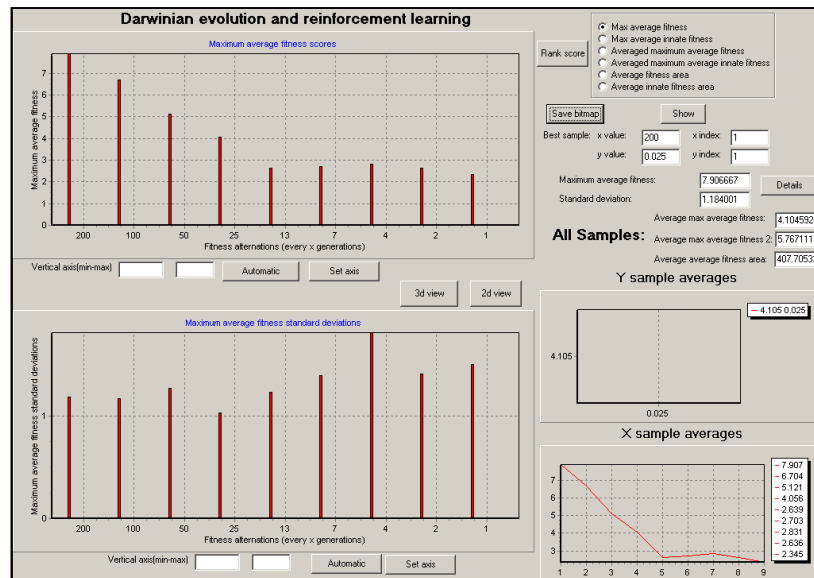 Darwinian evolution and reinforcement learning
Maximum average fitness scores
Maximum average fitness
7
6
5
4
3
2
1
0
200 100 50 25 13 7 4 2 1
Fitness alternations (every x generations)
Vertical axis(min-max)
Automatic
Set axis
3d view
2d view
Maximum average fitness standard deviations
Maximum average fitness standard deviations
1
0
200 100 50 25 13 7 4 2 1
Fitness alternations (every x generations)
Vertical axis(min-max)
Automatic
Set axis
Rank score
Max average fitness
Max average innate fitness
Averaged maximum average fitness
Averaged maximum average innate fitness
Average fitness area
Average innate fitness area
Save bitmap
Show
Best sample: x value: 200 x index: 1
y value: 0.025 y index: 1
Maximum average fitness: 7.906667
Standard deviation: 1.184001
Details
All Samples:
Average max average fitness: 4.104592
Average max average fitness 2: 5.767111
Average average fitness area: 407.70533
Y sample averages
4.105 0.025
4.105
0.025
X sample averages
7
6
5
4
3
1 2 3 4 5 6 7 8 9
7.907
6.704
5.121
4.056
2.639
2.703
2.831
2.636
2.345